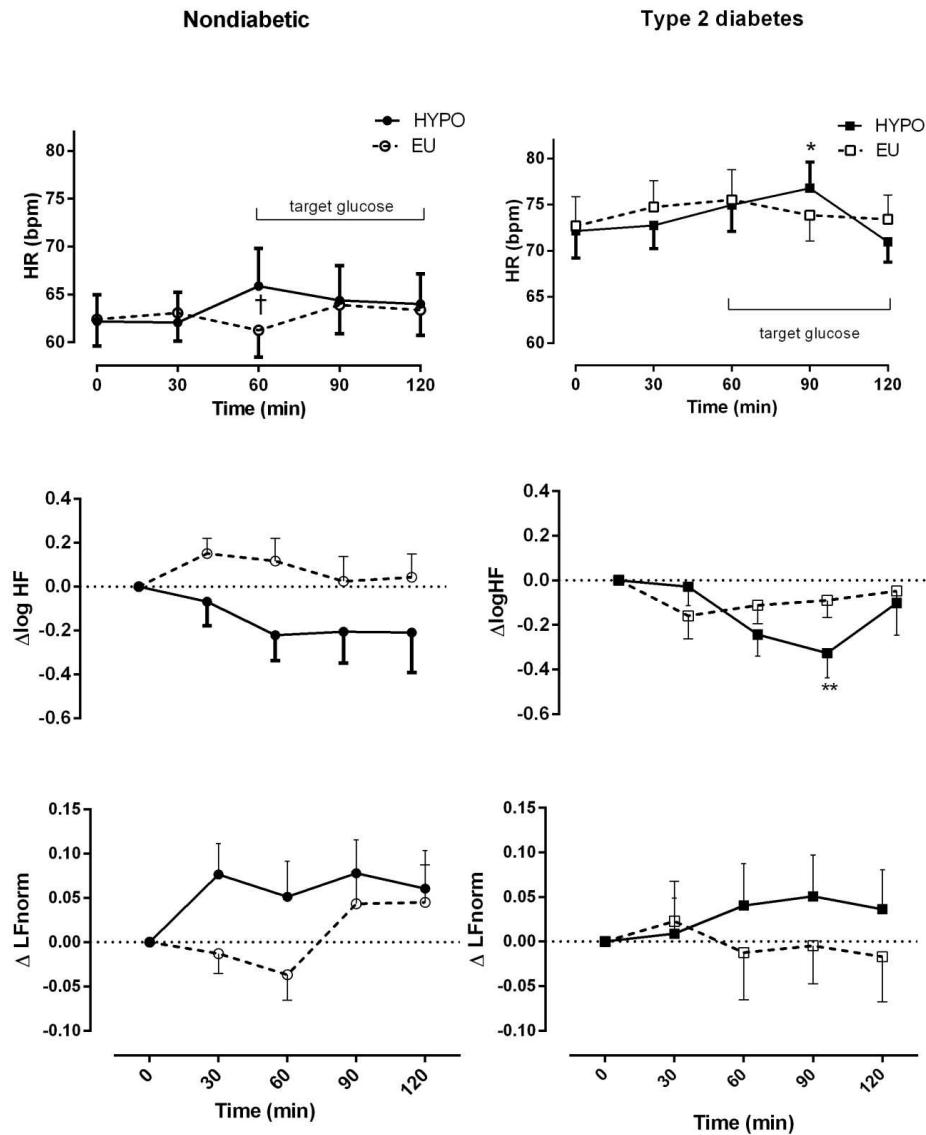 Nondiabetic
Type 2 diabetes
HYPO
EU
80
75
70
65
60
HR (bpm)
target glucose
†
0 30 60 90 120
Time (min)
HYPO
EU
80
75
70
65
60
HR (bpm)
*
target glucose
0 30 60 90 120
Time (min)
0.4
0.2
0.0
-0.2
-0.4
-0.6
Δlog HF
0.4
0.2
0.0
-0.2
-0.4
-0.6
ΔlogHF
**
0.15
0.10
0.05
0.00
-0.05
-0.10
Δ LFnorm
0 30 60 90 120
Time (min)
0.15
0.10
0.05
0.00
-0.05
-0.10
Δ LFnorm
0 30 60 90 120
Time (min)